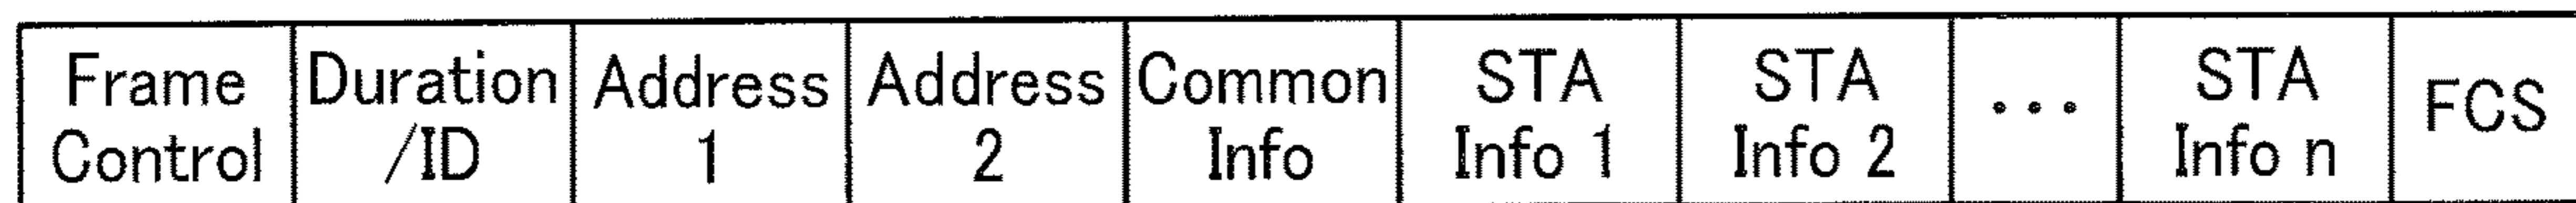 Frame
Control
Duration
/ID
Address
1
Address
2
Common
Info
STA
Info 1
STA
Info 2
...
STA
Info n
FCS